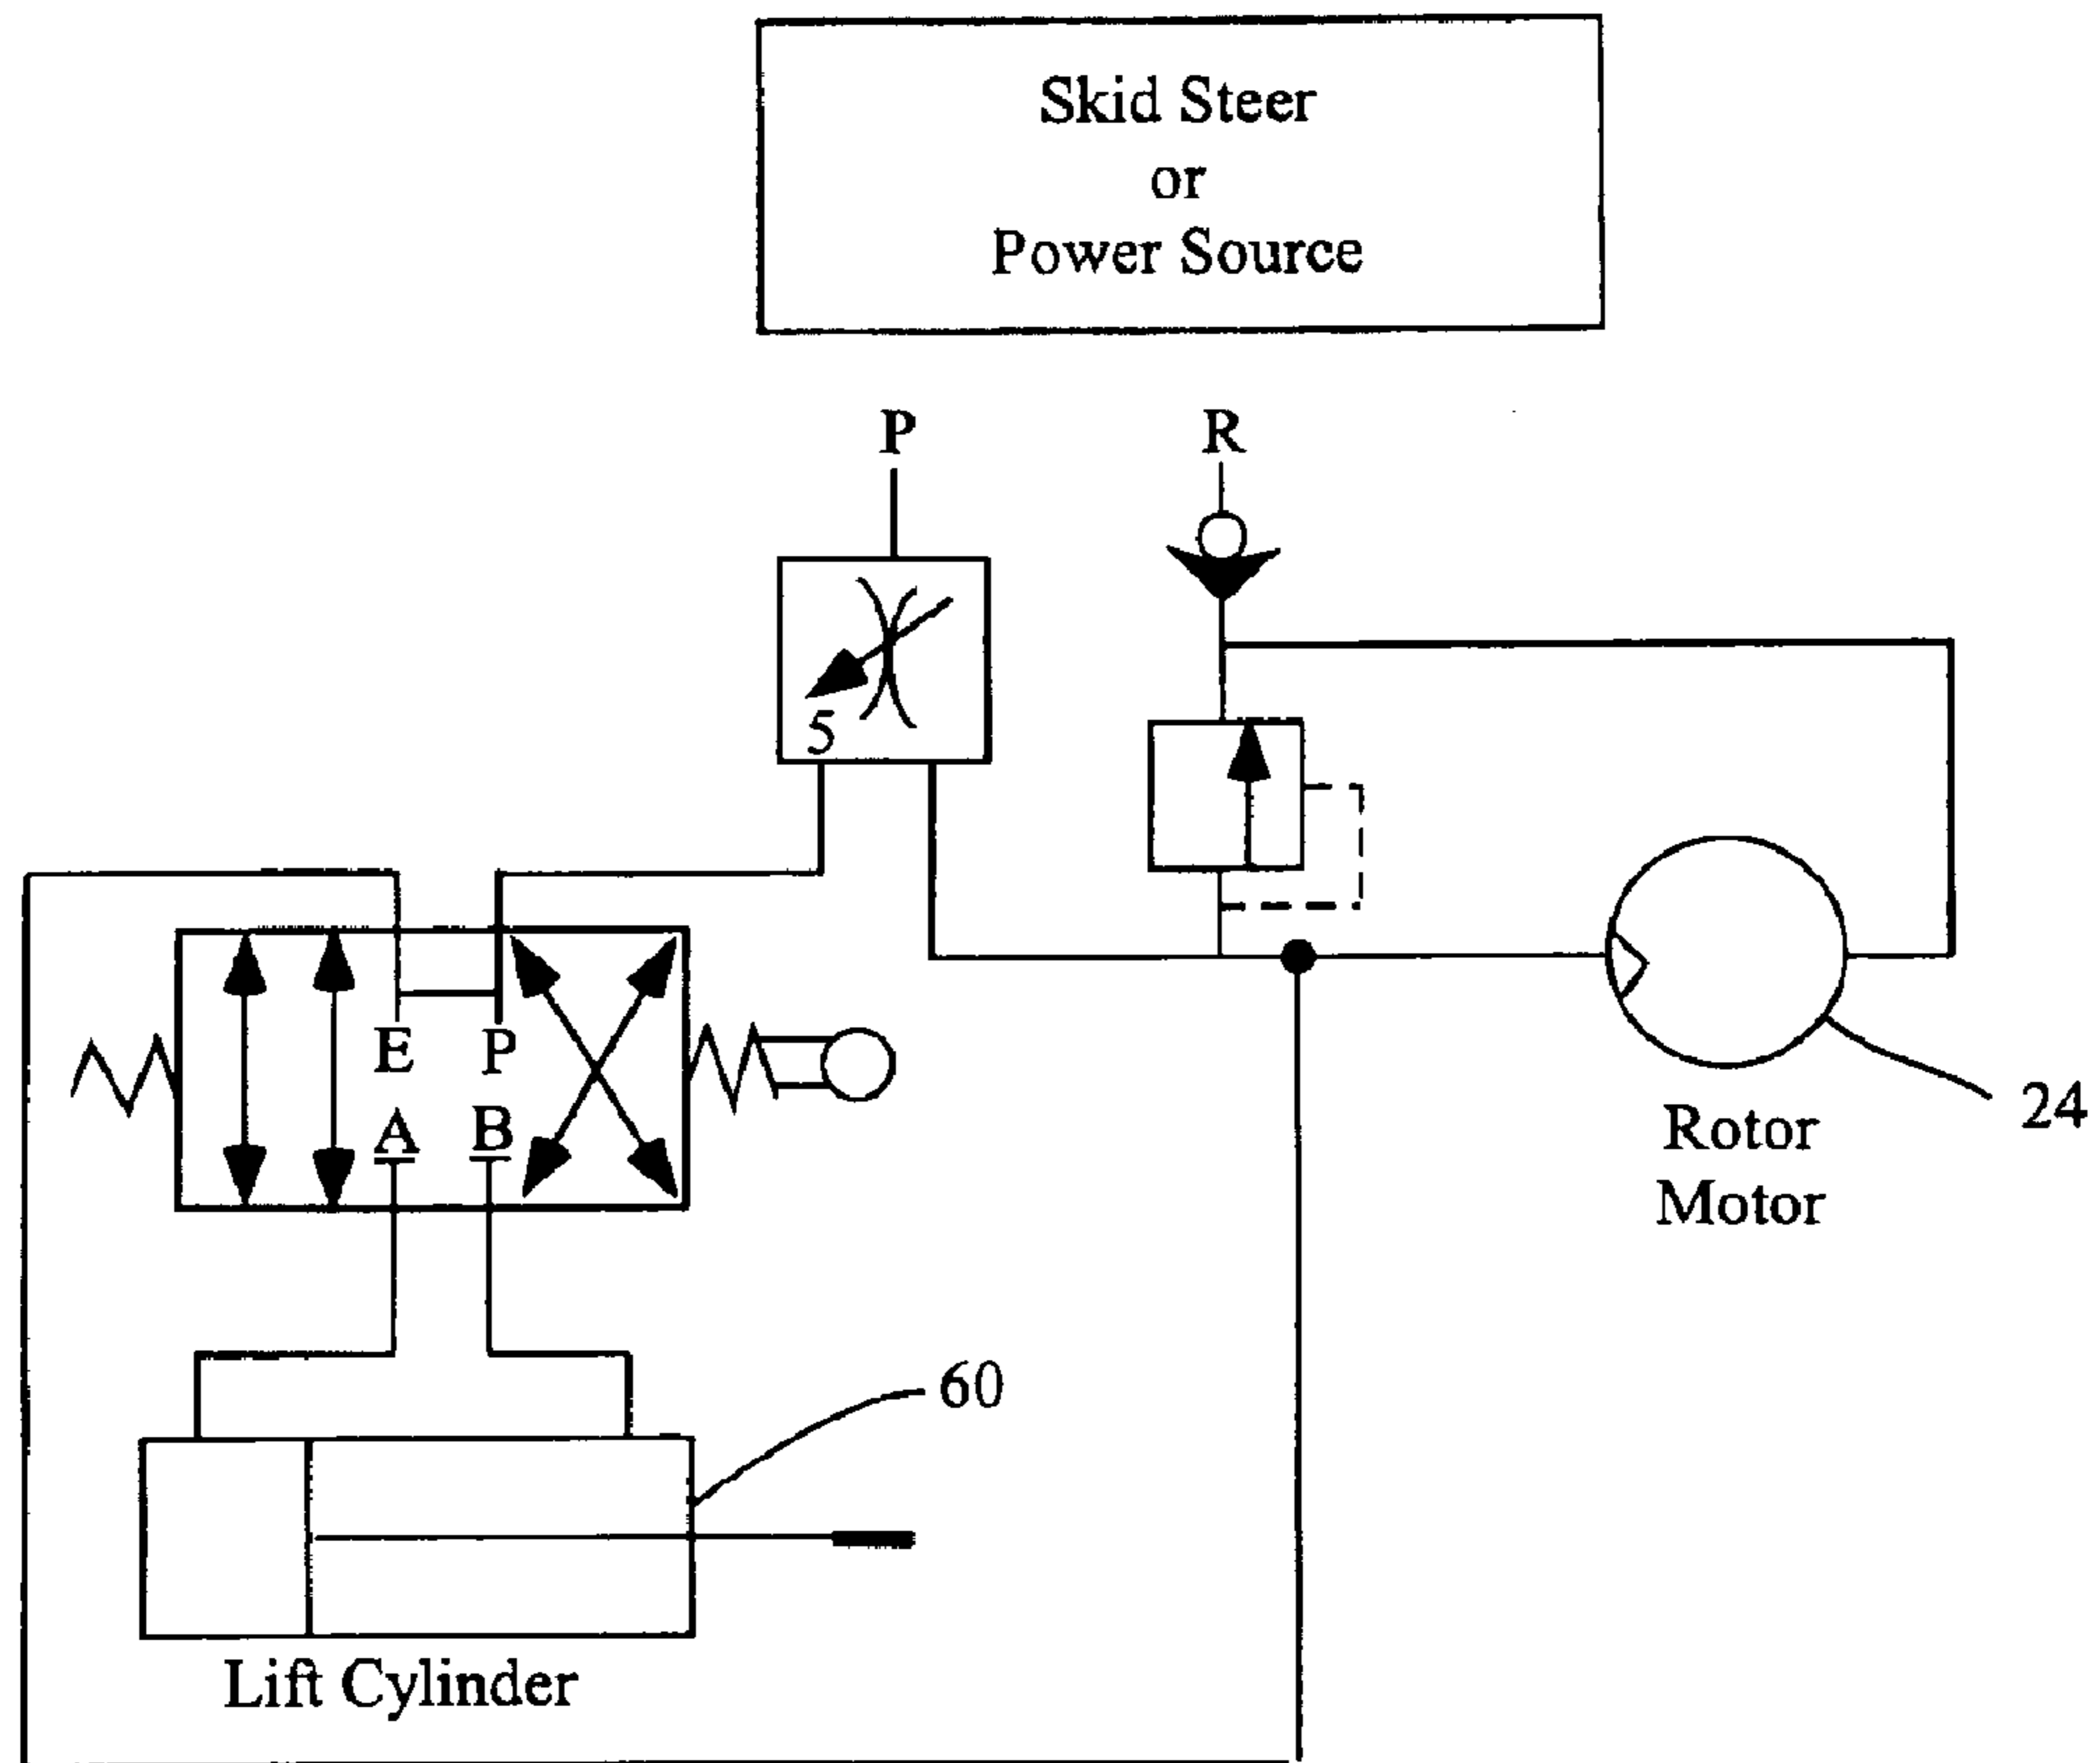 Skid Steer
or
Power Source
P
R
5
E
P
A
B
24
Rotor
Motor
60
Lift Cylinder